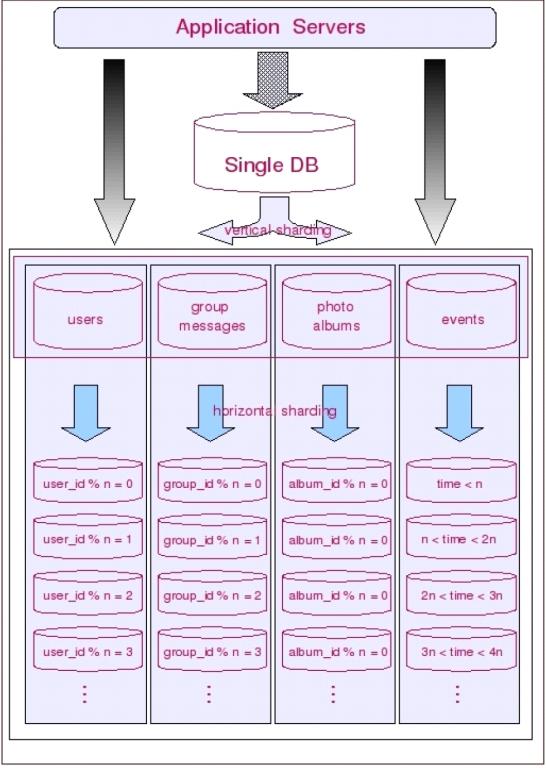 Application Servers
Single DB
vertical sharding
users
group
messages
photo
albums
events
horizonta sharding
user_id % n = 0
group_id % n = 0
album_id % n = 0
time < n
user_id % n = 1
group_id % n = 1
album_id % n = 0
n < time < 2n
user_id % n = 2
group_id % n = 2
album_id % n = 0
2n < time < 3n
user_id % n = 3
group_id % n = 3
album_id % n = 0
3n < time < 4n